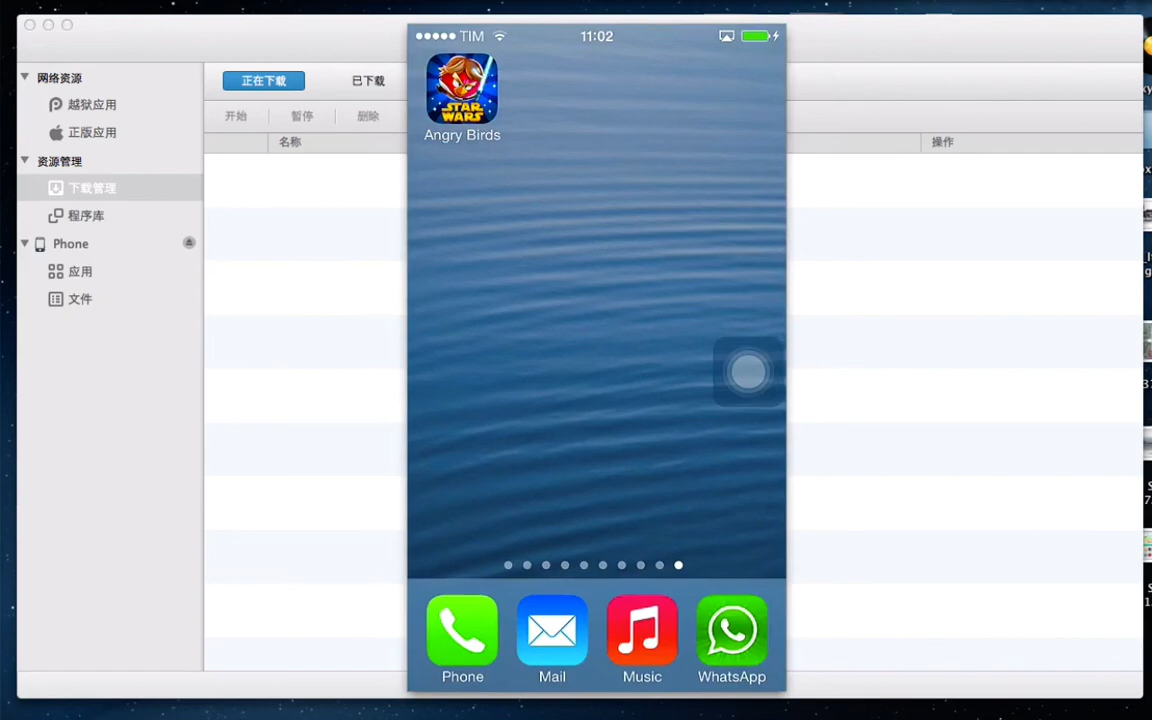 ●●●●● TIM 11:02
网络资源
越狱应用
正版应用
资源管理
下载管理
程序库
Phone
应用
文件
正在下载 已下载
开始 暂停 删除
名称 操作
STAR
WARS
Angry Birds
Phone Mail Music WhatsApp